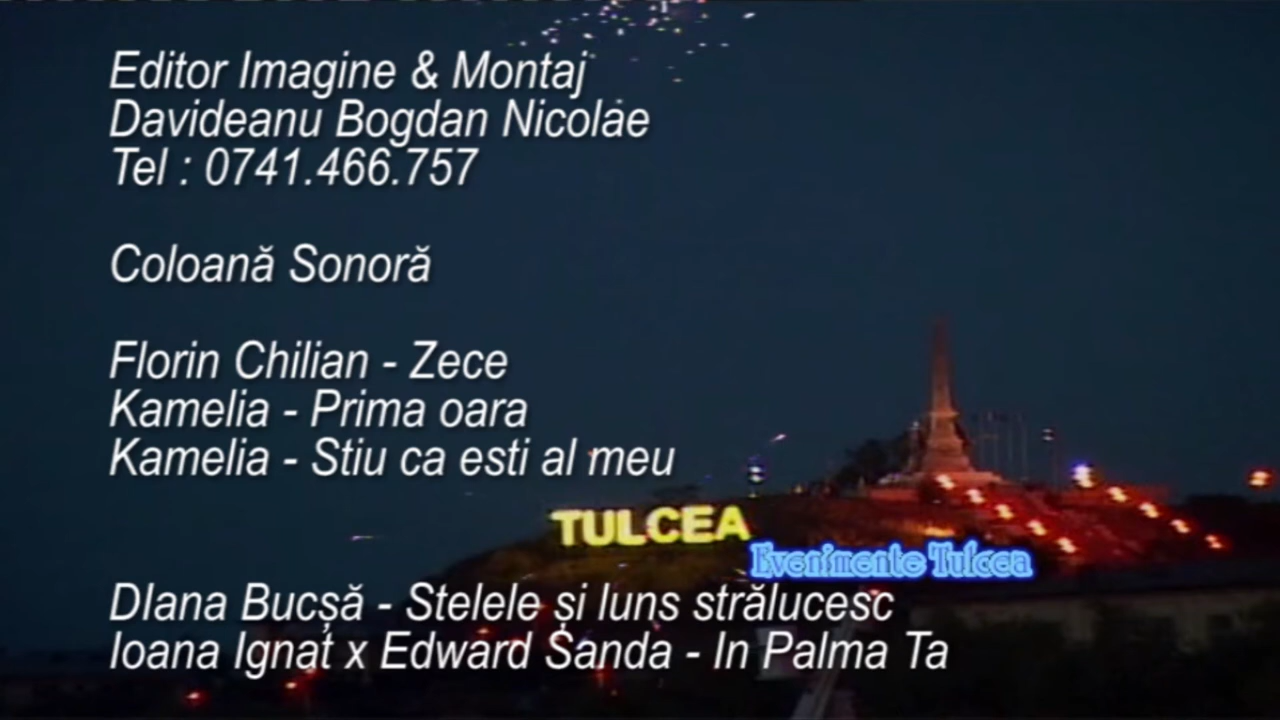 Editor Imagine & Montaj
Davideanu Bogdan Nicolae
Tel : 0741.466.757
Coloană Sonoră
Florin Chilian - Zece
Kamelia - Prima oara
Kamelia - Stiu ca esti al meu
TULCEA
Evenimente Tulcea
DIana Bucșă - Stelele și luns strălucesc
Ioana Ignat x Edward Sanda - In Palma Ta